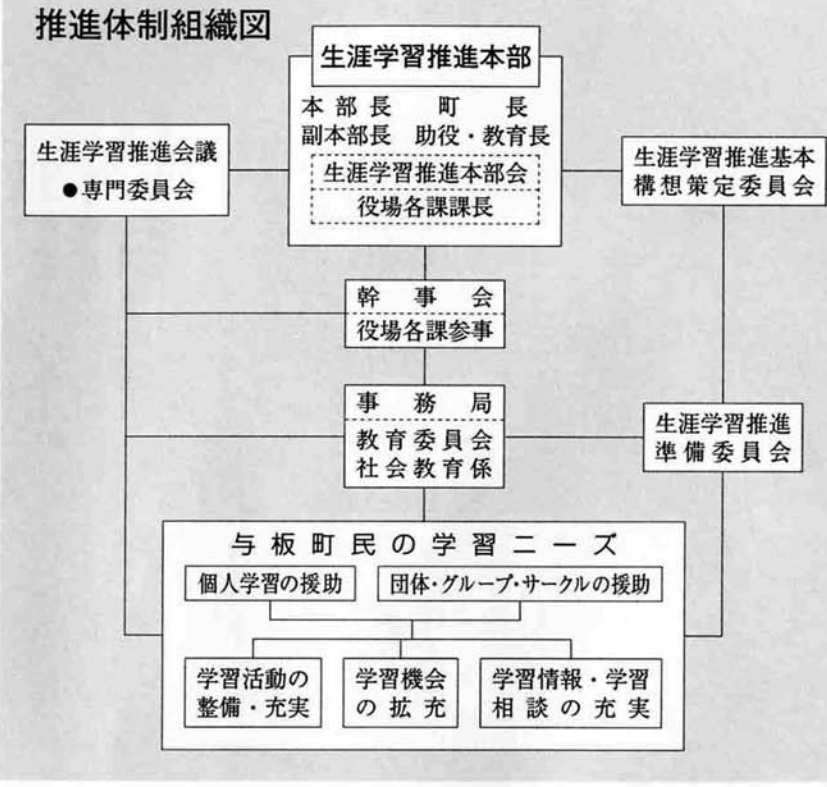 推進体制組織図
生涯学習推進本部
本部長　町長
副本部長　助役・教育長
生涯学習推進本部会
役場各課課長
生涯学習推進会議
●専門委員会
生涯学習推進基本
構想策定委員会
幹事会
役場各課参事
事務局
教育委員会
社会教育係
生涯学習推進
準備委員会
与板町民の学習ニーズ
個人学習の援助
団体・グループ・サークルの援助
学習活動の
整備・充実
学習機会
の拡充
学習情報・学習
相談の充実